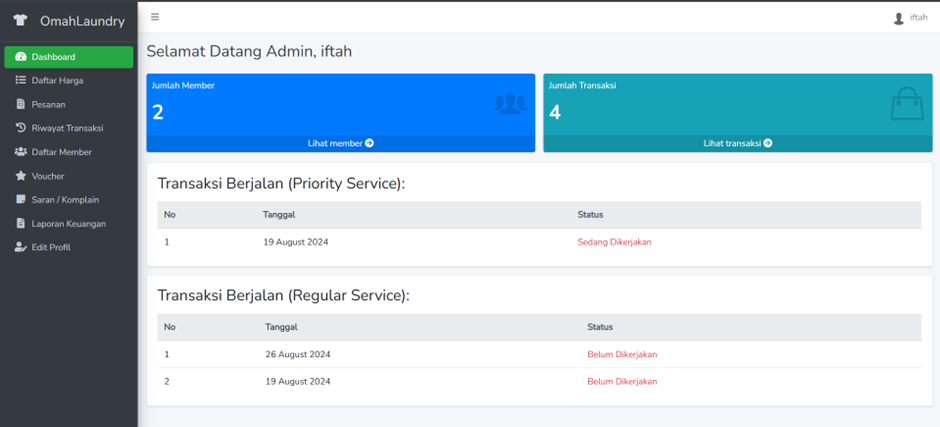 OmahLaundry
iftah
Dashboard
Daftar Harga
Pesanan
Riwayat Transaksi
Daftar Member
Voucher
Saran / Komplain
Laporan Keuangan
Edit Profil
Selamat Datang Admin, iftah
Jumlah Member
2
Lihat member
Jumlah Transaksi
4
Lihat transaksi
Transaksi Berjalan (Priority Service):
No Tanggal Status
1 19 August 2024 Sedang Dikerjakan
Transaksi Berjalan (Regular Service):
No Tanggal Status
1 26 August 2024 Belum Dikerjakan
2 19 August 2024 Belum Dikerjakan